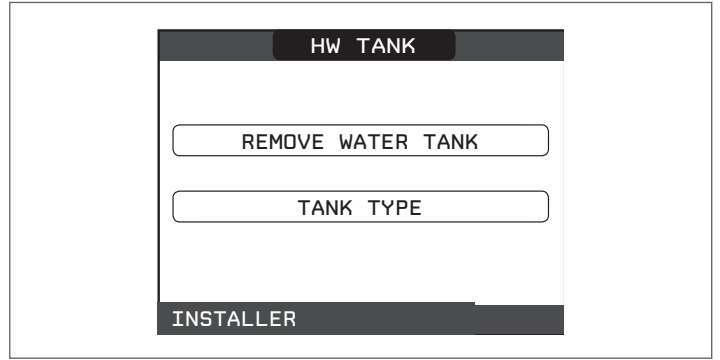 HW TANK
REMOVE WATER TANK
TANK TYPE
INSTALLER